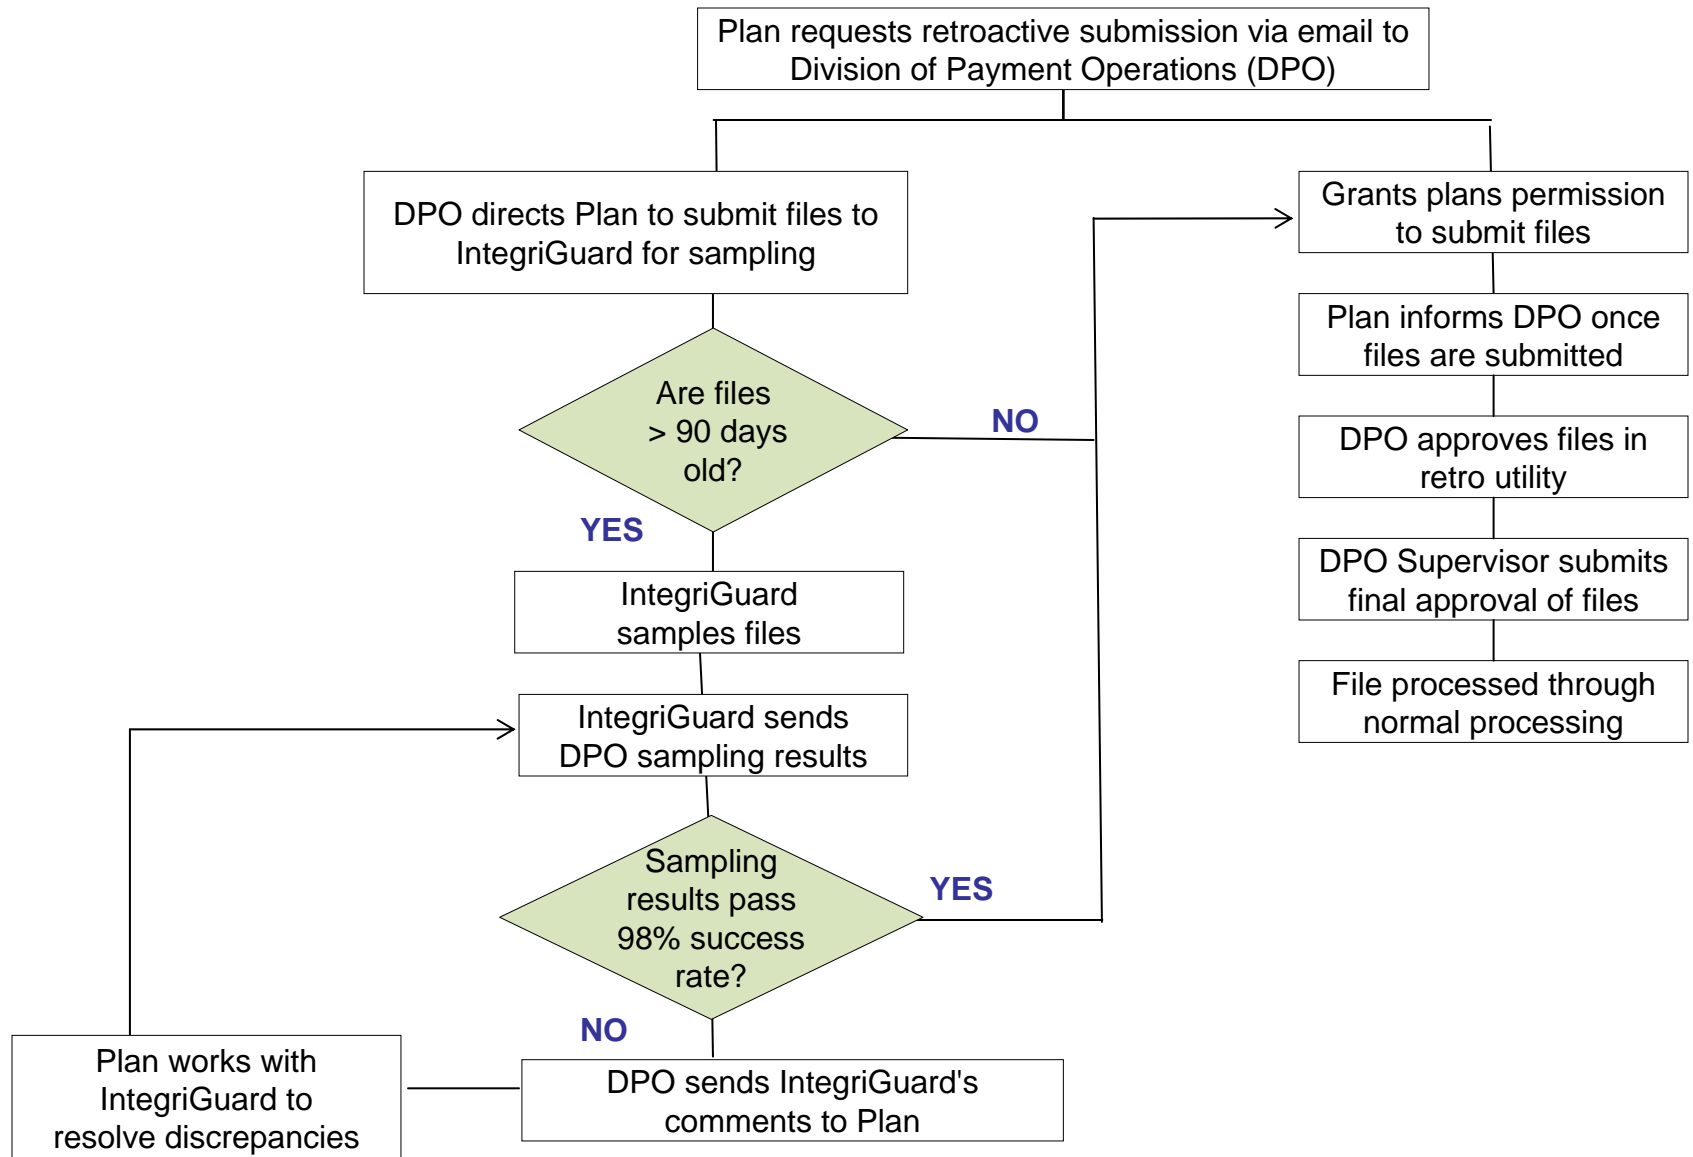 Plan requests retroactive submission via email to
Division of Payment Operations (DPO)
DPO directs Plan to submit files to
IntegriGuard for sampling
Are files
> 90 days
old?
NO
YES
IntegriGuard
samples files
IntegriGuard sends
DPO sampling results
Sampling
results pass
98% success
rate?
YES
NO
DPO sends IntegriGuard's
comments to Plan
Plan works with
IntegriGuard to
resolve discrepancies
Grants plans permission
to submit files
Plan informs DPO once
files are submitted
DPO approves files in
retro utility
DPO Supervisor submits
final approval of files
File processed through
normal processing